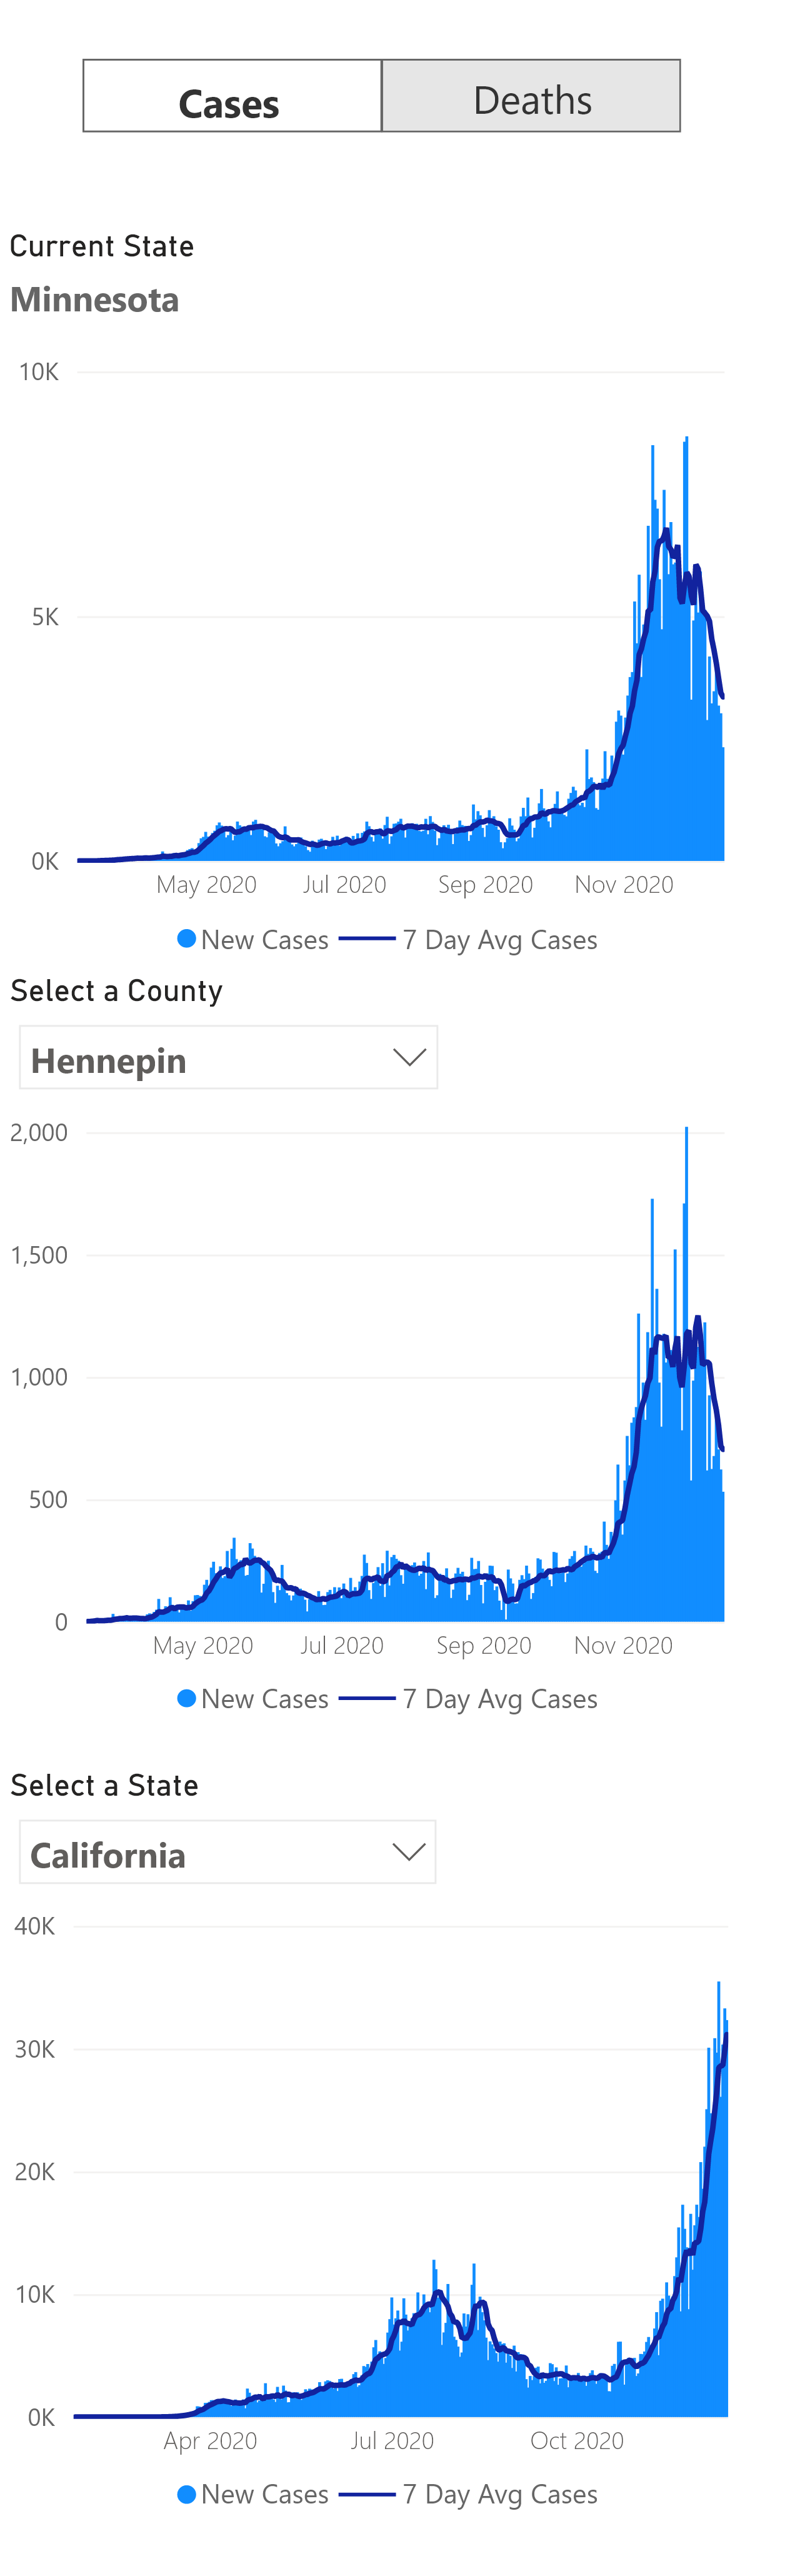 Cases Deaths
Current State
Minnesota
10K
5K
0K
May 2020 Jul 2020 Sep 2020 Nov 2020
New Cases 7 Day Avg Cases
Select a County
Hennepin
2,000
1,500
1,000
500
0
May 2020 Jul 2020 Sep 2020 Nov 2020
New Cases 7 Day Avg Cases
Select a State
California
40K
30K
20K
10K
0K
Apr 2020 Jul 2020 Oct 2020
New Cases 7 Day Avg Cases